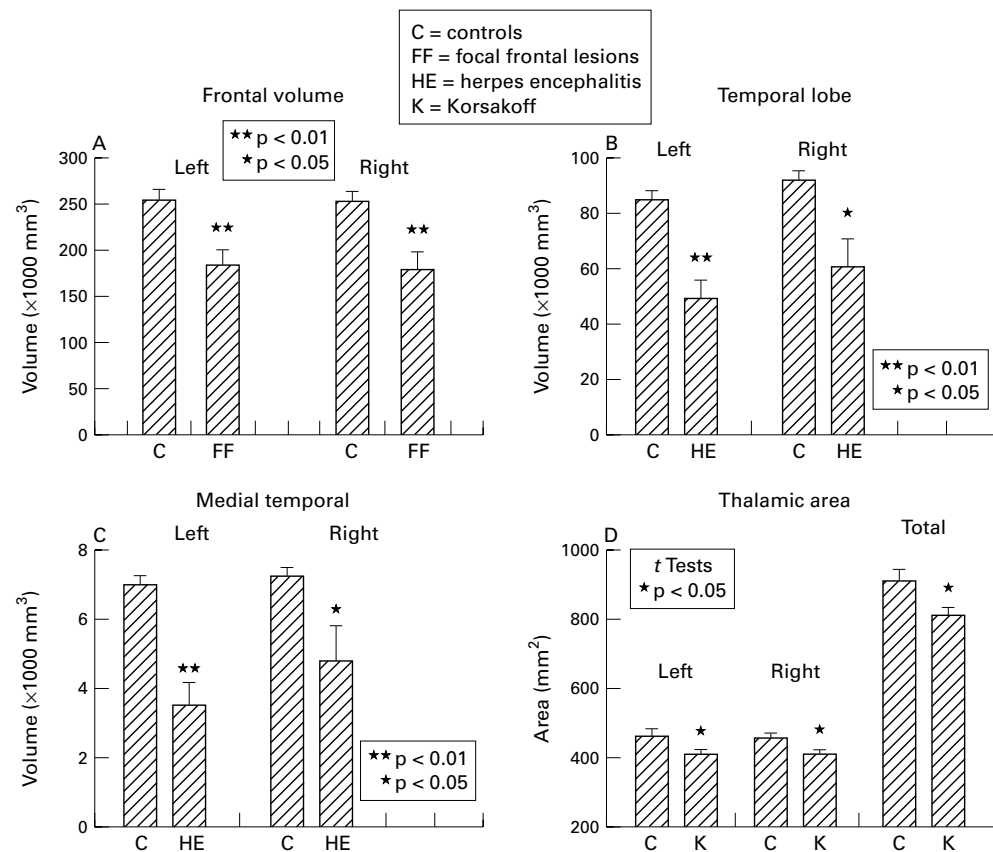 C = controls
FF = focal frontal lesions
HE = herpes encephalitis
K = Korsakoff
Frontal volume
A
★★ p < 0.01
★ p < 0.05
Left
Right
Volume (×1000 mm³)
300
250
200
150
100
50
0
★★
★★
C
FF
C
FF
Temporal lobe
B
Left
Right
Volume (×1000 mm³)
100
80
60
40
20
0
★★
★
★★ p < 0.01
★ p < 0.05
C
HE
C
HE
Medial temporal
C
Left
Right
Volume (×1000 mm³)
8
6
4
2
0
★★
★
★★ p < 0.01
★ p < 0.05
C
HE
C
HE
Thalamic area
D
t Tests
★ p < 0.05
Total
Left
Right
Area (mm²)
1000
800
600
400
200
★
★
★
C
K
C
K
C
K